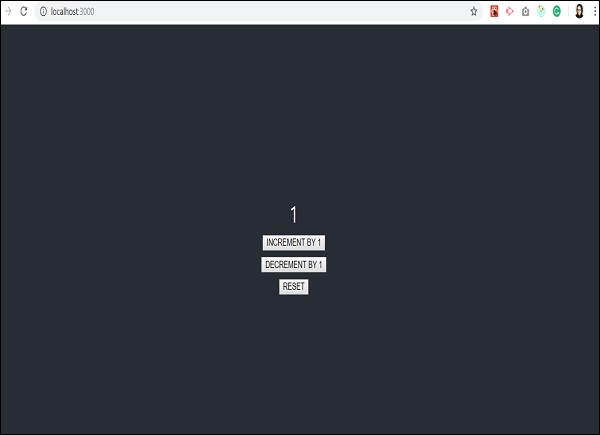 localhost:3000
1
INCREMENT BY 1
DECREMENT BY 1
RESET